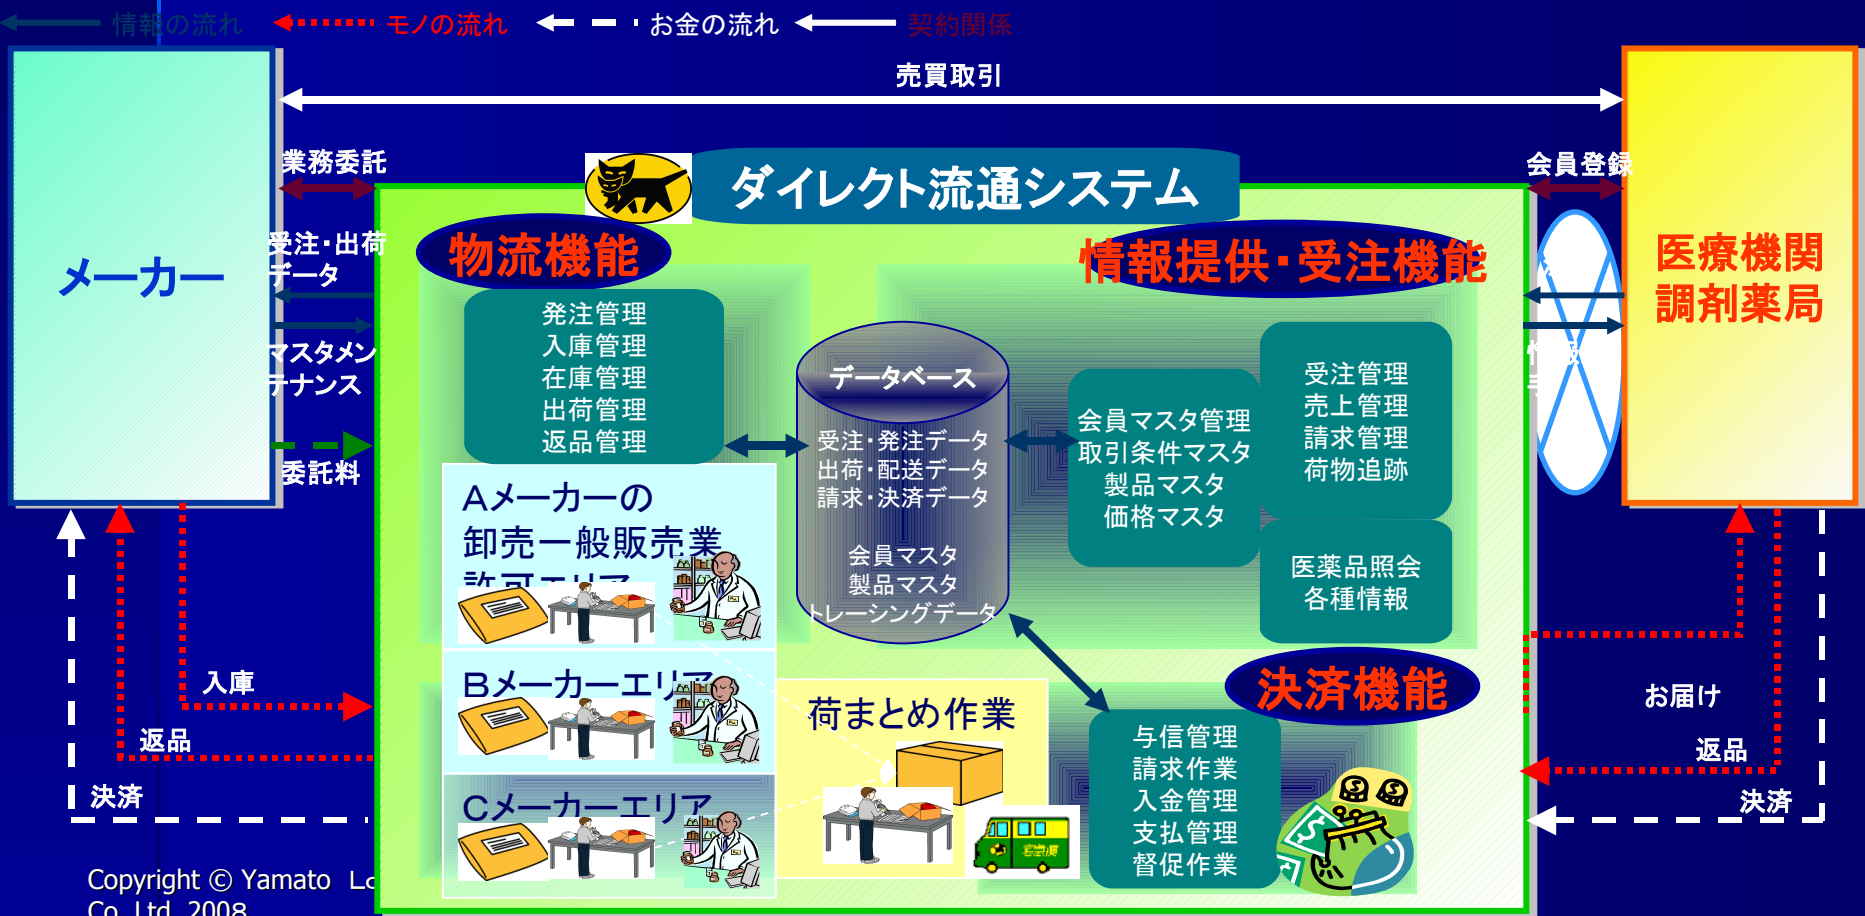 情報の流れ
モノの流れ
お金の流れ
契約関係
売買取引
メーカー
業務委託
受注・出荷
データ
マスタメン
テナンス
委託料
ダイレクト流通システム
会員登録
医療機関
調剤薬局
物流機能
発注管理
入庫管理
在庫管理
出荷管理
返品管理
情報提供・受注機能
データベース
受注・発注データ
出荷・配送データ
請求・決済データ
会員マスタ
製品マスタ
トレーシングデータ
会員マスタ管理
取引条件マスタ
製品マスタ
価格マスタ
受注管理
売上管理
請求管理
荷物追跡
医薬品照会
各種情報
Aメーカーの
卸売一般販売業
許可エリア
Bメーカーエリア
Cメーカーエリア
荷まとめ作業
宅急便
決済機能
与信管理
請求作業
入金管理
支払管理
督促作業
入庫
返品
決済
お届け
返品
決済
Copyright © Yamato
Co. Ltd. 2008